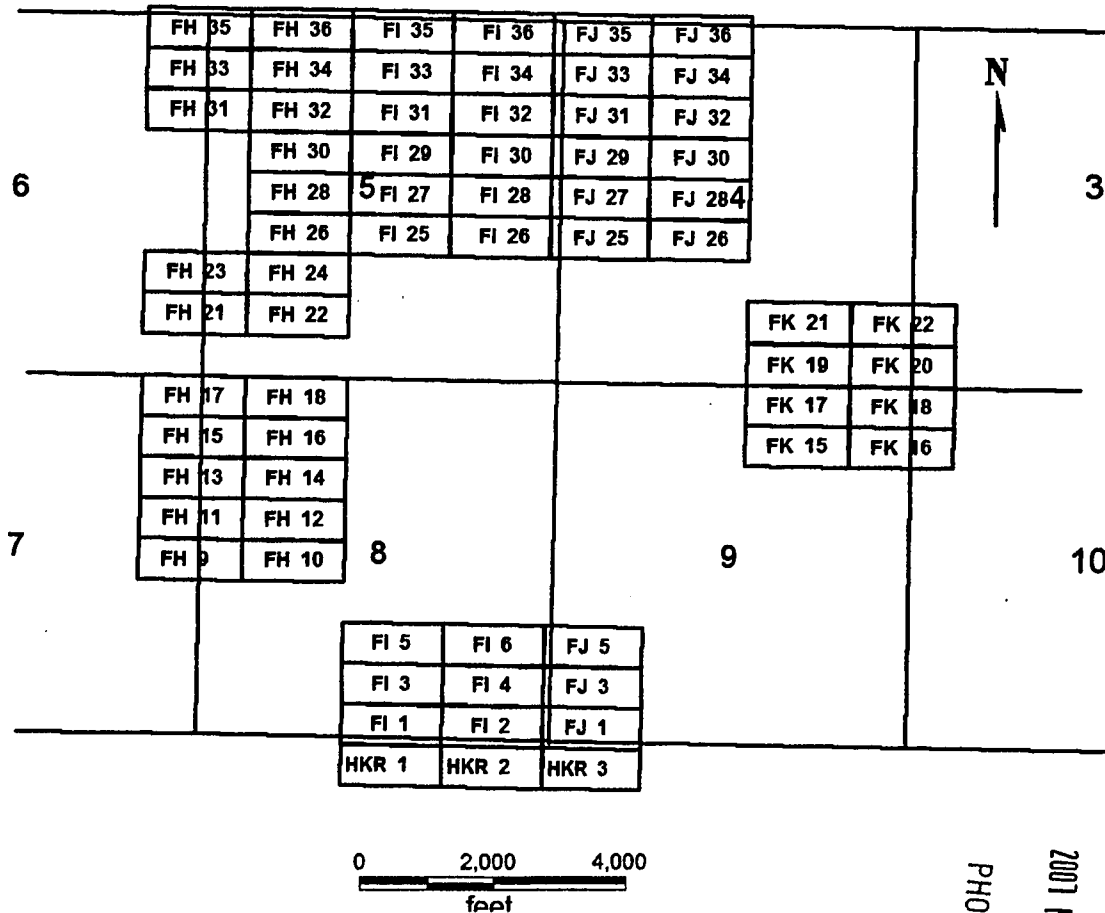 FH 35 FH 36 FI 35 FI 36 FJ 35 FJ 36
FH 33 FH 34 FI 33 FI 34 FJ 33 FJ 34
N
FH 31 FH 32 FI 31 FI 32 FJ 31 FJ 32
FH 30 FI 29 FI 30 FJ 29 FJ 30
6 FH 28 5 FI 27 FI 28 FJ 27 FJ 28 4 3
FH 26 FI 25 FI 26 FJ 25 FJ 26
FH 23 FH 24
FH 21 FH 22 FK 21 FK 22
FK 19 FK 20
FH 17 FH 18 FK 17 FK 18
FH 15 FH 16 FK 15 FK 16
FH 13 FH 14
FH 11 FH 12
7 FH 9 FH 10 8 9 10
FI 5 FI 6 FJ 5
FI 3 FI 4 FJ 3
FI 1 FI 2 FJ 1
HKR 1 HKR 2 HKR 3
0 2,000 4,000
feet
2001
PHO